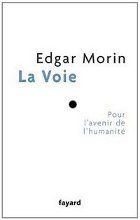 Edgar Morin
La Voie
Pour
l'avenir de
l'humanité
fayard